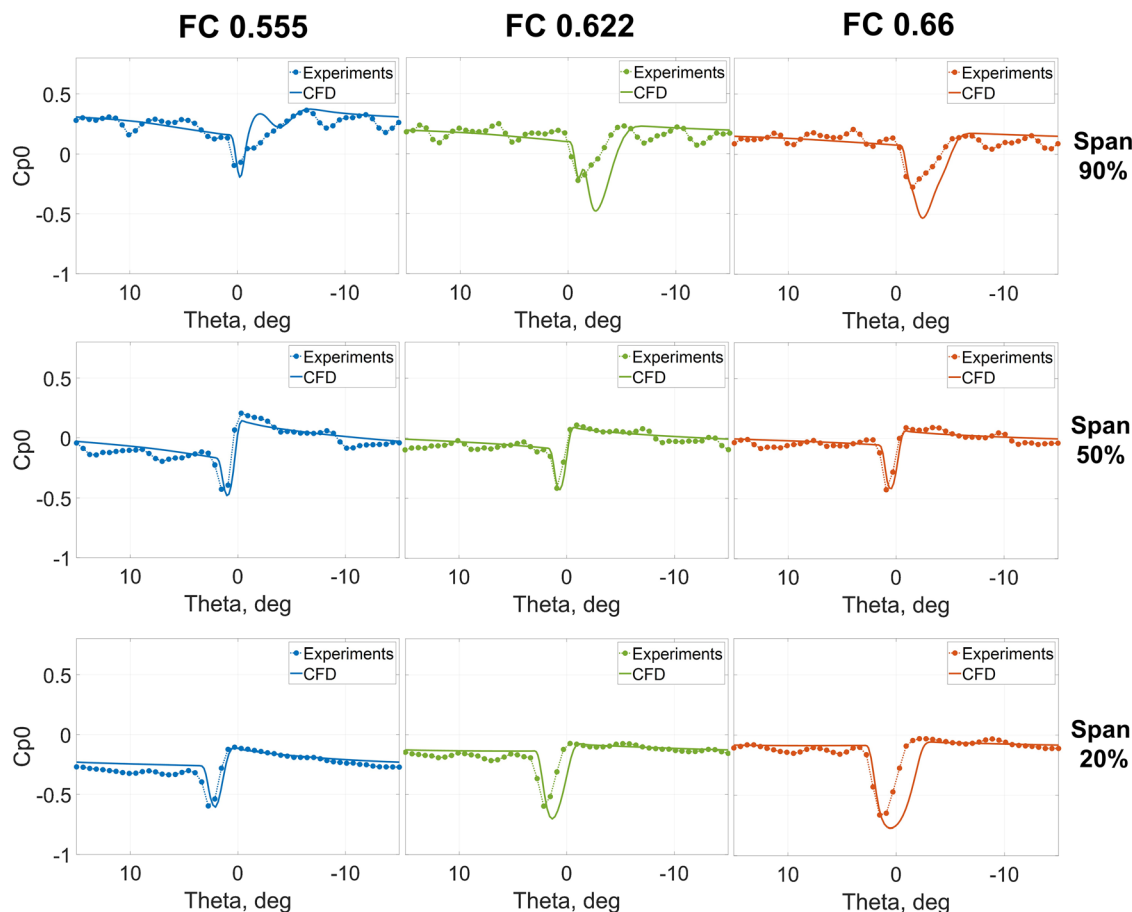 FC 0.555 FC 0.622 FC 0.66
Experiments Experiments Experiments
CFD CFD CFD
0.5
0
-0.5
-1
Cp0
Span
90%
10 0 -10 10 0 -10 10 0 -10
Theta, deg Theta, deg Theta, deg
Experiments Experiments Experiments
CFD CFD CFD
0.5
0
-0.5
-1
Cp0
Span
50%
10 0 -10 10 0 -10 10 0 -10
Theta, deg Theta, deg Theta, deg
Experiments Experiments Experiments
CFD CFD CFD
0.5
0
-0.5
-1
Cp0
Span
20%
10 0 -10 10 0 -10 10 0 -10
Theta, deg Theta, deg Theta, deg